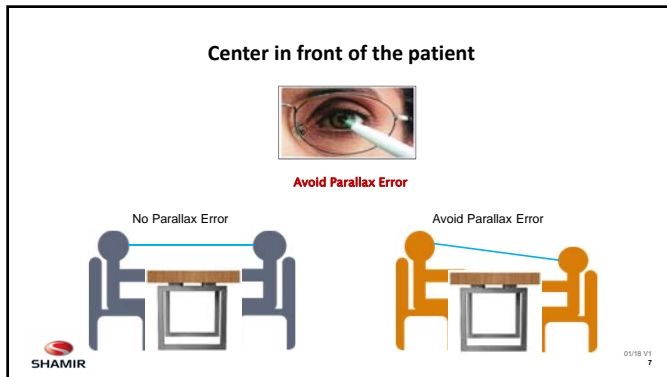 Center in front of the patient
Avoid Parallax Error
No Parallax Error
Avoid Parallax Error
SHAMIR
01/18 V1
7